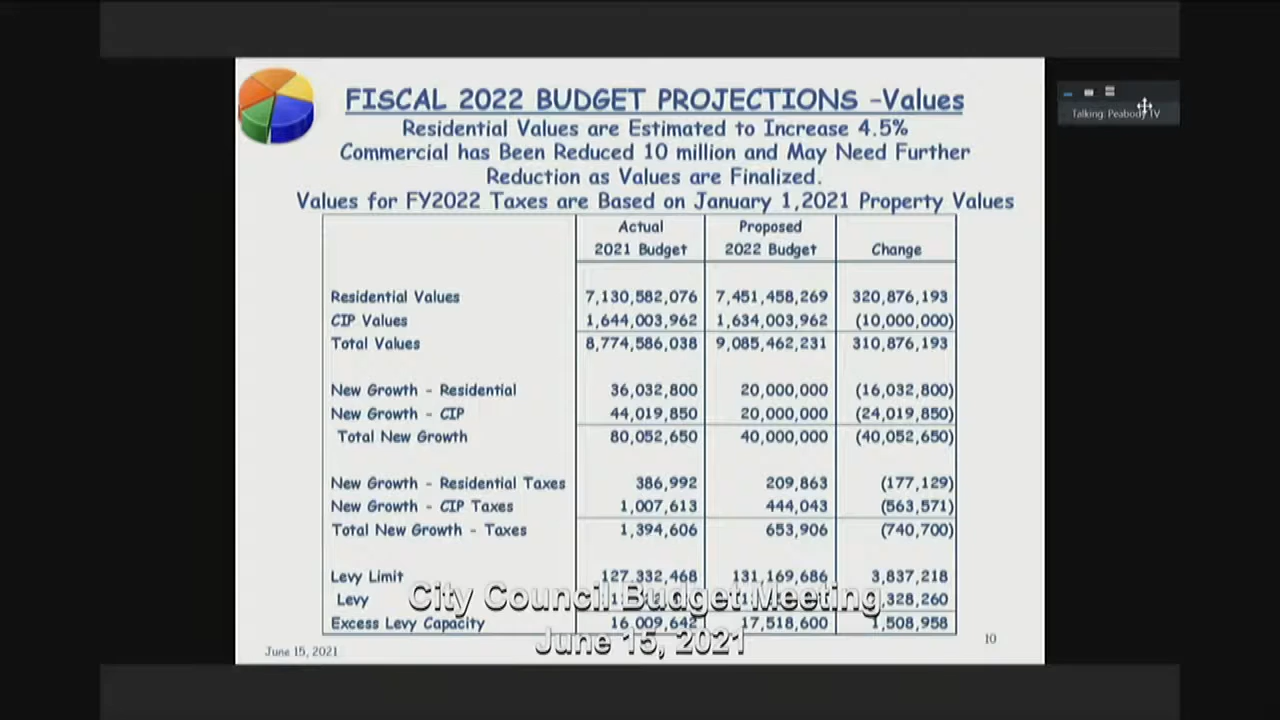 FISCAL 2022 BUDGET PROJECTIONS -Values
Residential Values are Estimated to Increase 4.5%
Commercial has Been Reduced 10 million and May Need Further
Reduction as Values are Finalized.
Values for FY2022 Taxes are Based on January 1,2021 Property Values
Talking: Peabody TV
Actual Proposed
2021 Budget 2022 Budget Change
Residential Values 7,130,582,076 7,451,458,269 320,876,193
CIP Values 1,644,003,962 1,634,003,962 (10,000,000)
Total Values 8,774,586,038 9,085,462,231 310,876,193
New Growth - Residential 36,032,800 20,000,000 (16,032,800)
New Growth - CIP 44,019,850 20,000,000 (24,019,850)
Total New Growth 80,052,650 40,000,000 (40,052,650)
New Growth - Residential Taxes 386,992 209,863 (177,129)
New Growth - CIP Taxes 1,007,613 444,043 (563,571)
Total New Growth - Taxes 1,394,606 653,906 (740,700)
Levy Limit 127,332,468 131,169,686 3,837,218
Levy
Excess Levy Capacity 16,009,642 17,518,600 1,508,958
City Council Budget Meeting
June 15, 2021
June 15, 2021
10